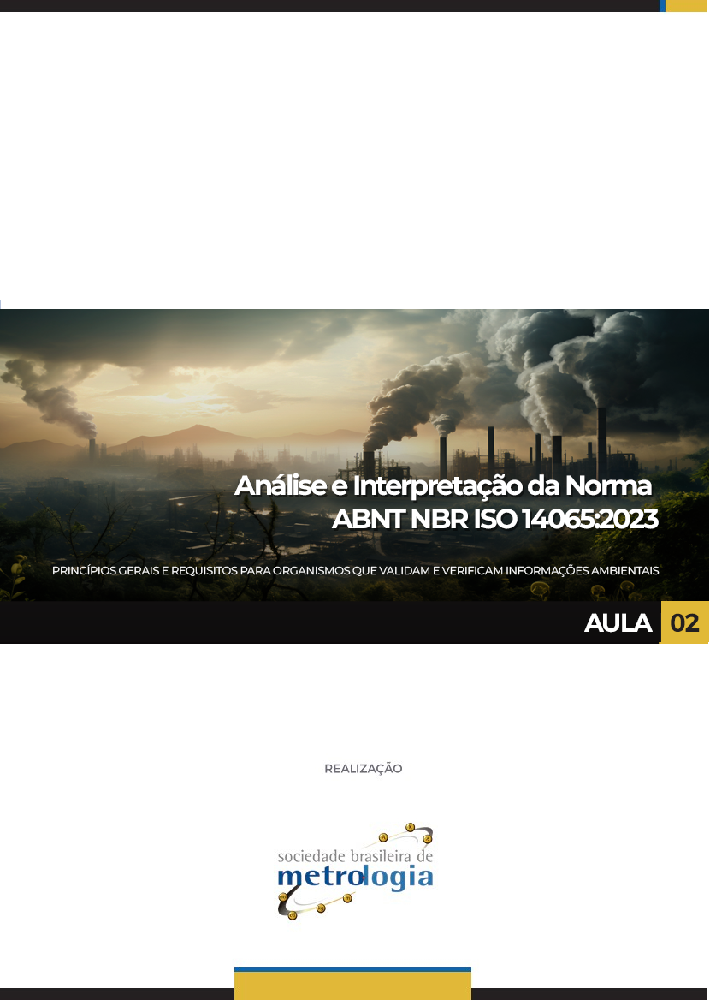 Análise e Interpretação da Norma
ABNT NBR ISO 14065:2023
PRINCÍPIOS GERAIS E REQUISITOS PARA ORGANISMOS QUE VALIDAM E VERIFICAM INFORMAÇÕES AMBIENTAIS
AULA 02
REALIZAÇÃO
sociedade brasileira de
metrologia